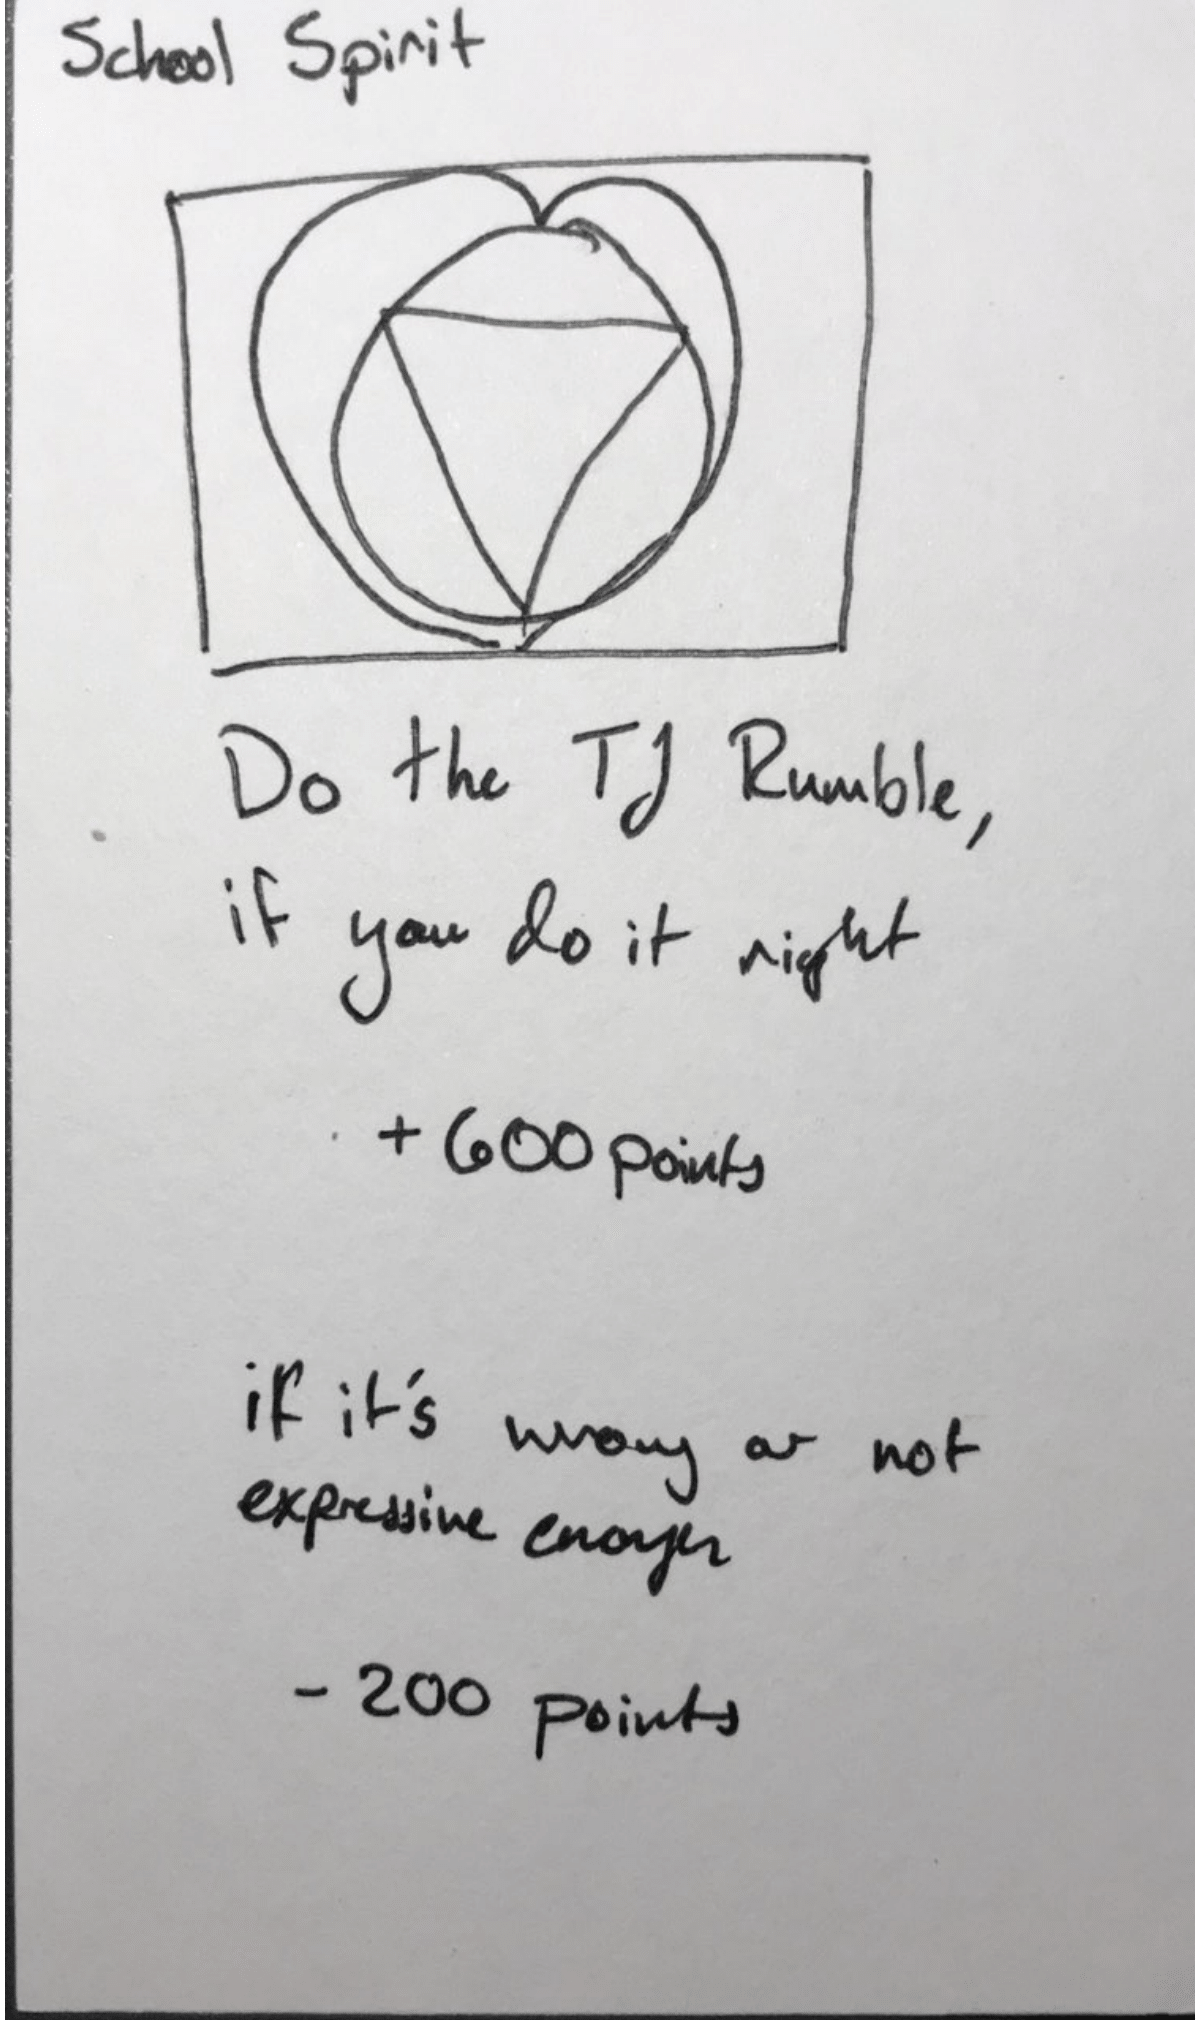 School Spirit
Do the TJ Rumble,
if you do it right
+ 600 points
if it's wrong or not
expressive enough
- 200 points